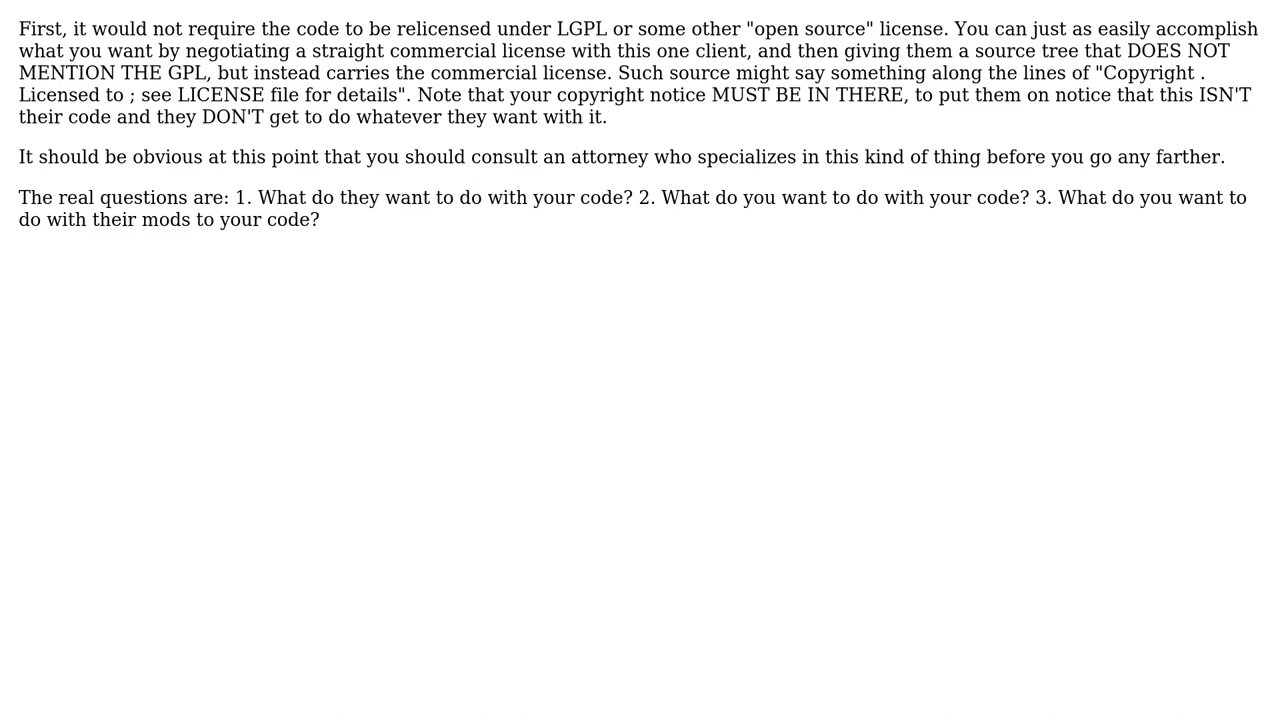 First, it would not require the code to be relicensed under LGPL or some other "open source" license. You can just as easily accomplish
what you want by negotiating a straight commercial license with this one client, and then giving them a source tree that DOES NOT
MENTION THE GPL, but instead carries the commercial license. Such source might say something along the lines of "Copyright .
Licensed to ; see LICENSE file for details". Note that your copyright notice MUST BE IN THERE, to put them on notice that this ISN'T
their code and they DON'T get to do whatever they want with it.
It should be obvious at this point that you should consult an attorney who specializes in this kind of thing before you go any farther.
The real questions are: 1. What do they want to do with your code? 2. What do you want to do with your code? 3. What do you want to
do with their mods to your code?